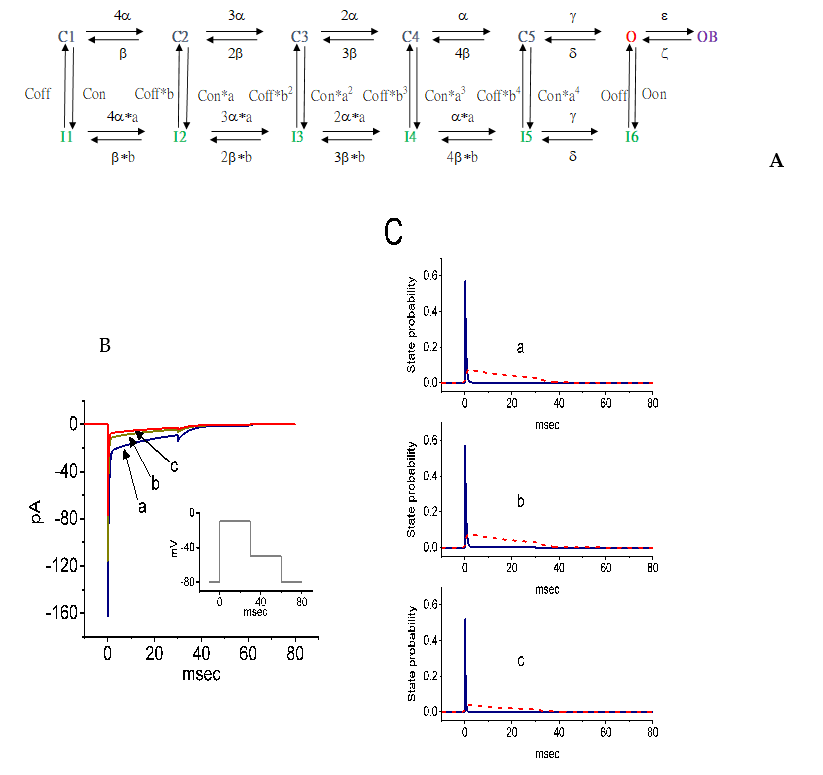 4α 3α 2α α γ ε
C1 C2 C3 C4 C5 O OB
β 2β 3β 4β δ ζ
Coff Con Coff*b Con*a Coff*b² Con*a² Coff*b³ Con*a³ Coff*b⁴ Con*a⁴ Ooff Oon
4α*a 3α*a 2α*a α*a γ
I1 I2 I3 I4 I5 I6
β*b 2β*b 3β*b 4β*b δ
A
B
0
-40
-80
-120
-160
pA
0 20 40 60 80
msec
a
b
c
0
-40
-80
mV
0 40 80
msec
C
0.6
0.4
0.2
0.0
State probability
a
0 20 40 60 80
msec
0.6
0.4
0.2
0.0
State probability
b
0 20 40 60 80
msec
0.6
0.4
0.2
0.0
State probability
c
0 20 40 60 80
msec